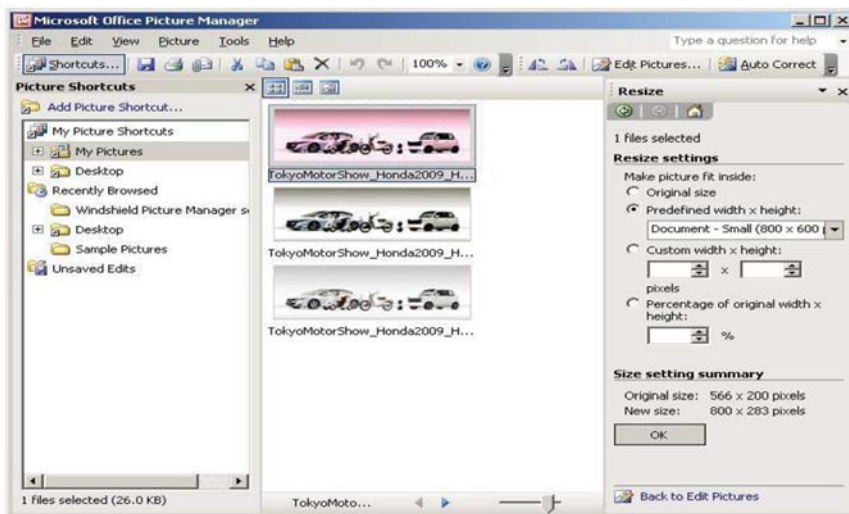 Microsoft Office Picture Manager
File Edit View Picture Tools Help
Type a question for help
Shortcuts... 100% Edit Pictures... Auto Correct
Picture Shortcuts
Add Picture Shortcut...
My Picture Shortcuts
My Pictures
Desktop
Recently Browsed
Windshield Picture Manager s
Desktop
Sample Pictures
Unsaved Edits
1 files selected (26.0 KB)
TokyoMotorShow_Honda2009_H...
TokyoMotorShow_Honda2009_H...
TokyoMotorShow_Honda2009_H...
TokyoMoto...
Resize
1 files selected
Resize settings
Make picture fit inside:
Original size
Predefined width x height:
Document - Small (800 x 600
Custom width x height:
x
pixels
Percentage of original width x
height:
%
Size setting summary
Original size: 566 x 200 pixels
New size: 800 x 283 pixels
OK
Back to Edit Pictures